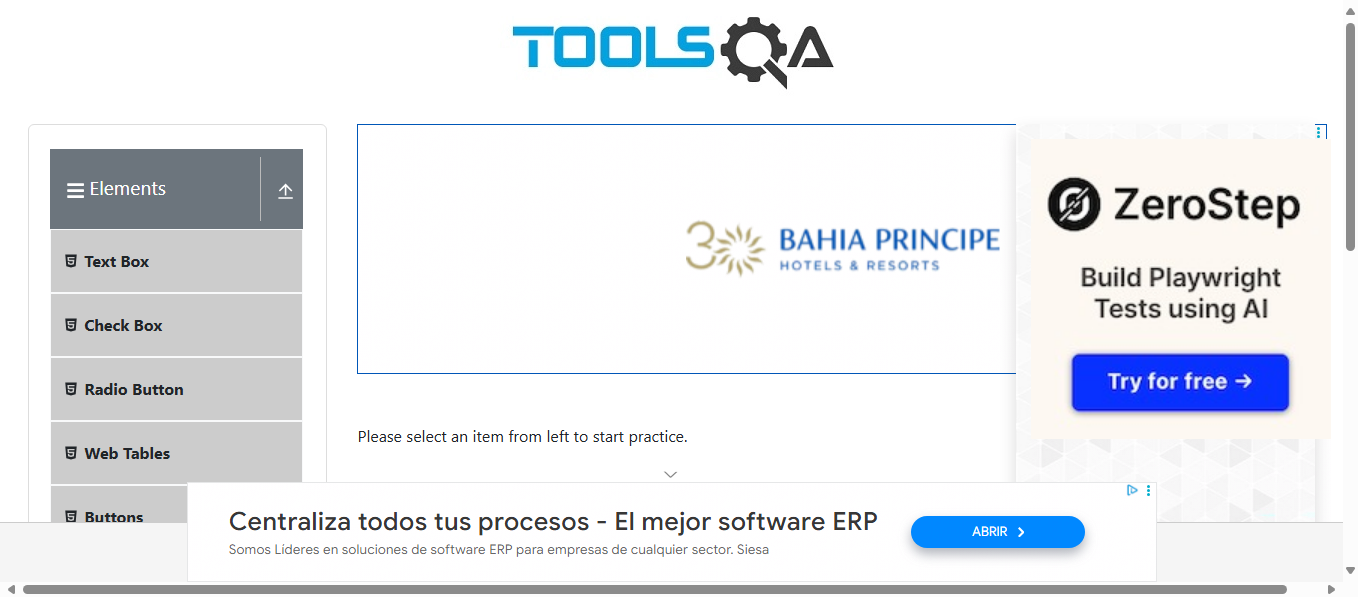 TOOLSQA
Elements
Text Box
Check Box
Radio Button
Web Tables
Buttons
30 BAHIA PRINCIPE
HOTELS & RESORTS
Please select an item from left to start practice.
ZeroStep
Build Playwright
Tests using AI
Try for free →
Centraliza todos tus procesos - El mejor software ERP
Somos Líderes en soluciones de software ERP para empresas de cualquier sector. Siesa
ABRIR